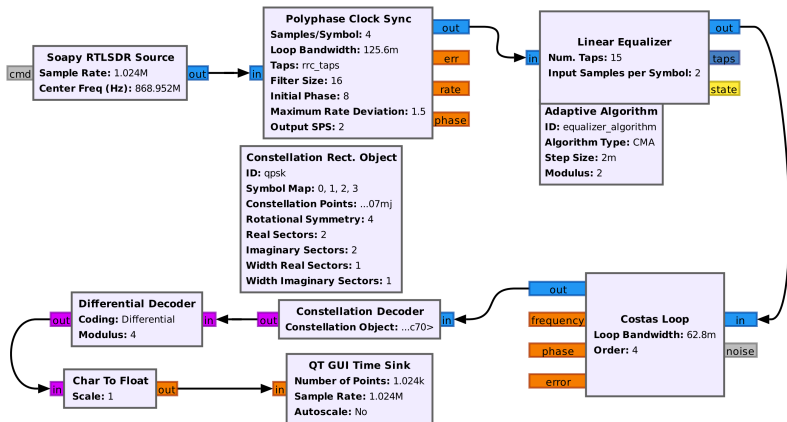 Soapy RTLSDR Source
Sample Rate: 1.024M
Center Freq (Hz): 868.952M
cmd
out
Polyphase Clock Sync
Samples/Symbol: 4
Loop Bandwidth: 125.6m
Taps: rrc_taps
Filter Size: 16
Initial Phase: 8
Maximum Rate Deviation: 1.5
Output SPS: 2
in
out
err
rate
phase
Linear Equalizer
Num. Taps: 15
Input Samples per Symbol: 2
in
out
taps
state
Adaptive Algorithm
ID: equalizer_algorithm
Algorithm Type: CMA
Step Size: 2m
Modulus: 2
Constellation Rect. Object
ID: qpsk
Symbol Map: 0, 1, 2, 3
Constellation Points: ...07mj
Rotational Symmetry: 4
Real Sectors: 2
Imaginary Sectors: 2
Width Real Sectors: 1
Width Imaginary Sectors: 1
out
frequency
phase
error
Costas Loop
Loop Bandwidth: 62.8m
Order: 4
in
noise
Constellation Decoder
Constellation Object: ...c70>
out
in
Differential Decoder
Coding: Differential
Modulus: 4
out
in
Char To Float
Scale: 1
in
out
QT GUI Time Sink
Number of Points: 1.024k
Sample Rate: 1.024M
Autoscale: No
in